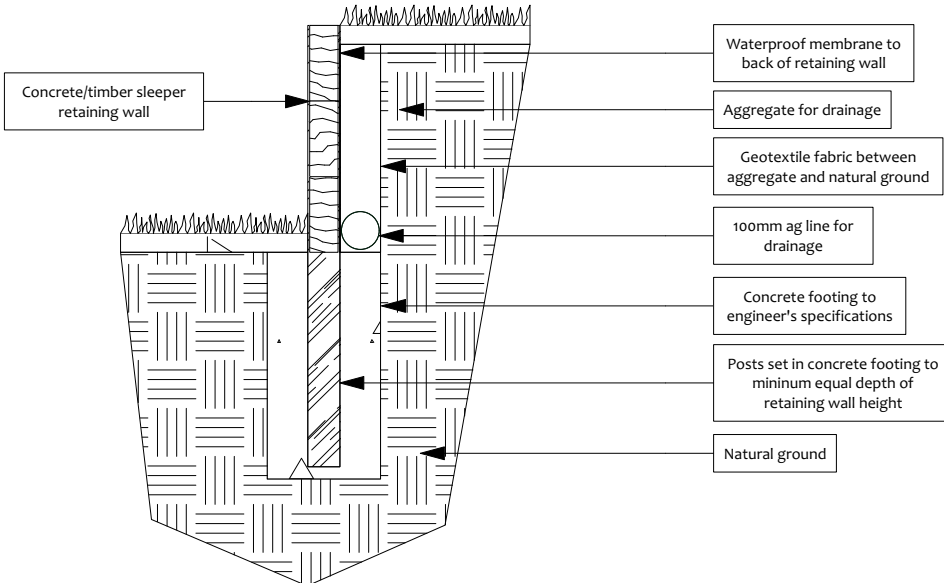 Concrete/timber sleeper
retaining wall
Waterproof membrane to
back of retaining wall
Aggregate for drainage
Geotextile fabric between
aggregate and natural ground
100mm ag line for
drainage
Concrete footing to
engineer's specifications
Posts set in concrete footing to
mininum equal depth of
retaining wall height
Natural ground